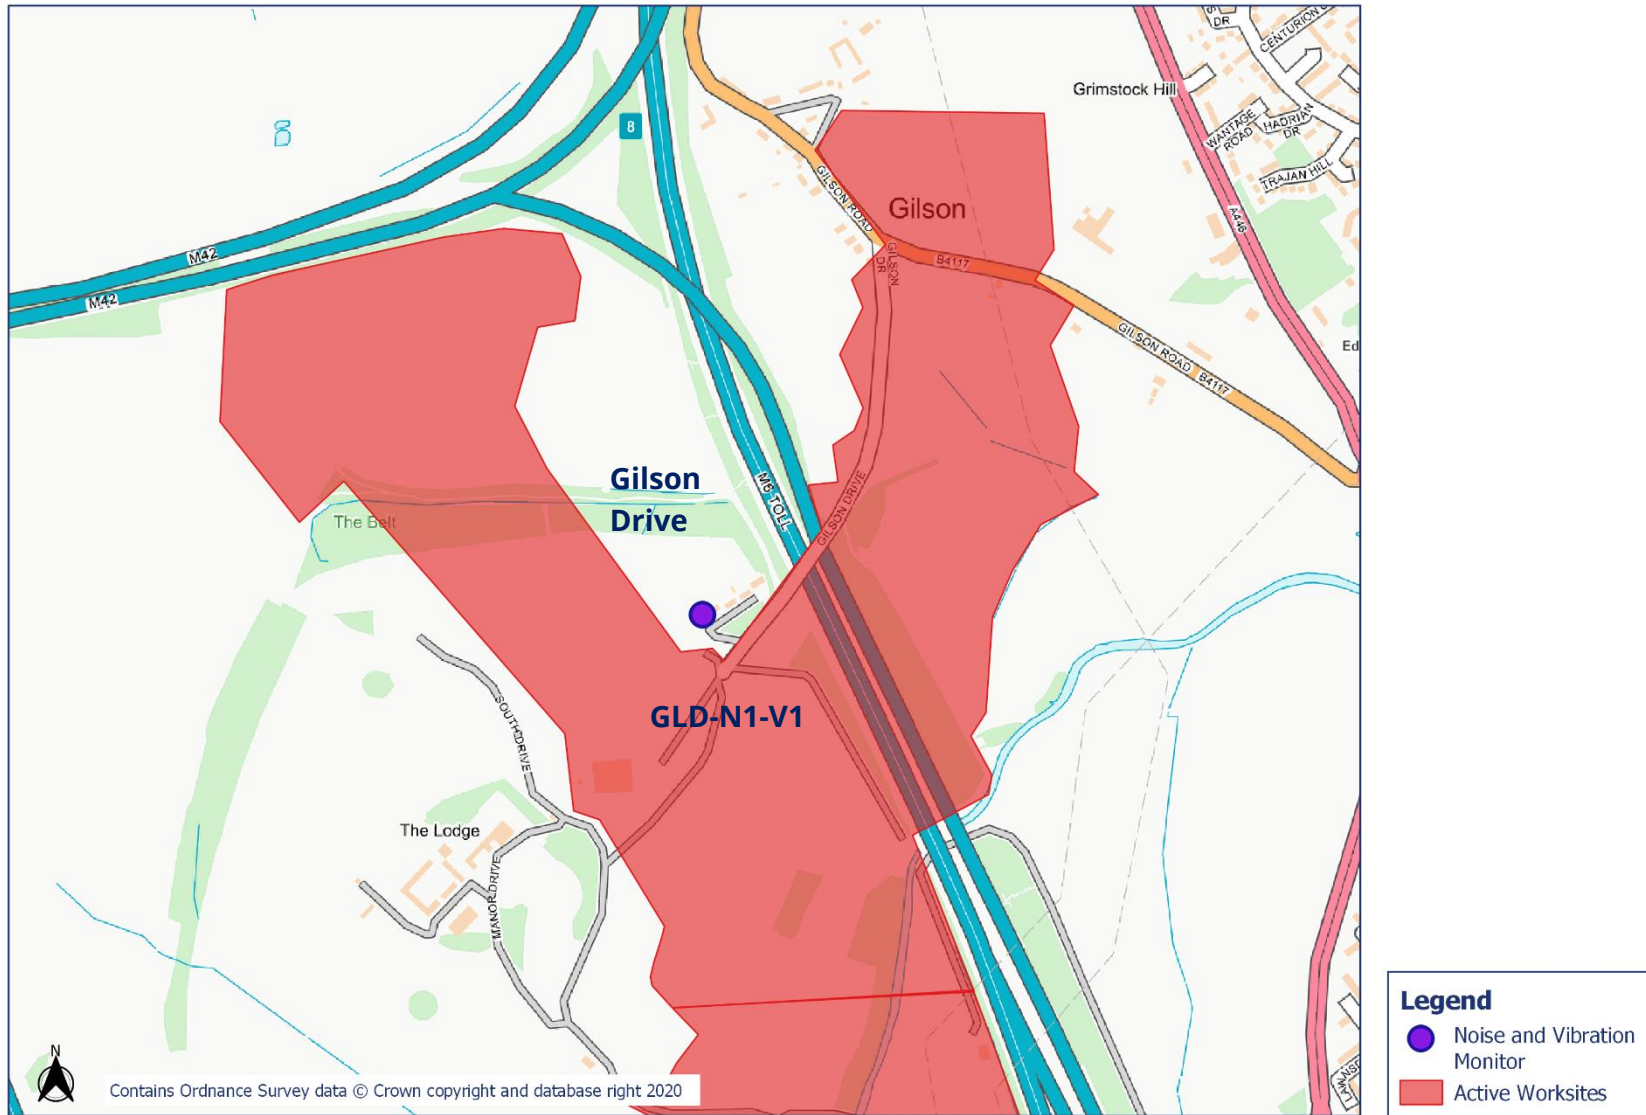 S
DR
CENTURION
Grimstock Hill
8
WANTAGE
ROAD
HADRIAN
DR
TRAJAN HILL
GILSON ROAD
Gilson
A446
M42
GILSON
DR
B4117
M42
GILSON ROAD
B4117
Ed
Gilson
Drive
M6 TOLL
The Belt
GILSON DRIVE
SOUTH DRIVE
GLD-N1-V1
The Lodge
MANOR DRIVE
N
Contains Ordnance Survey data © Crown copyright and database right 2020
Legend
Noise and Vibration
Monitor
Active Worksites